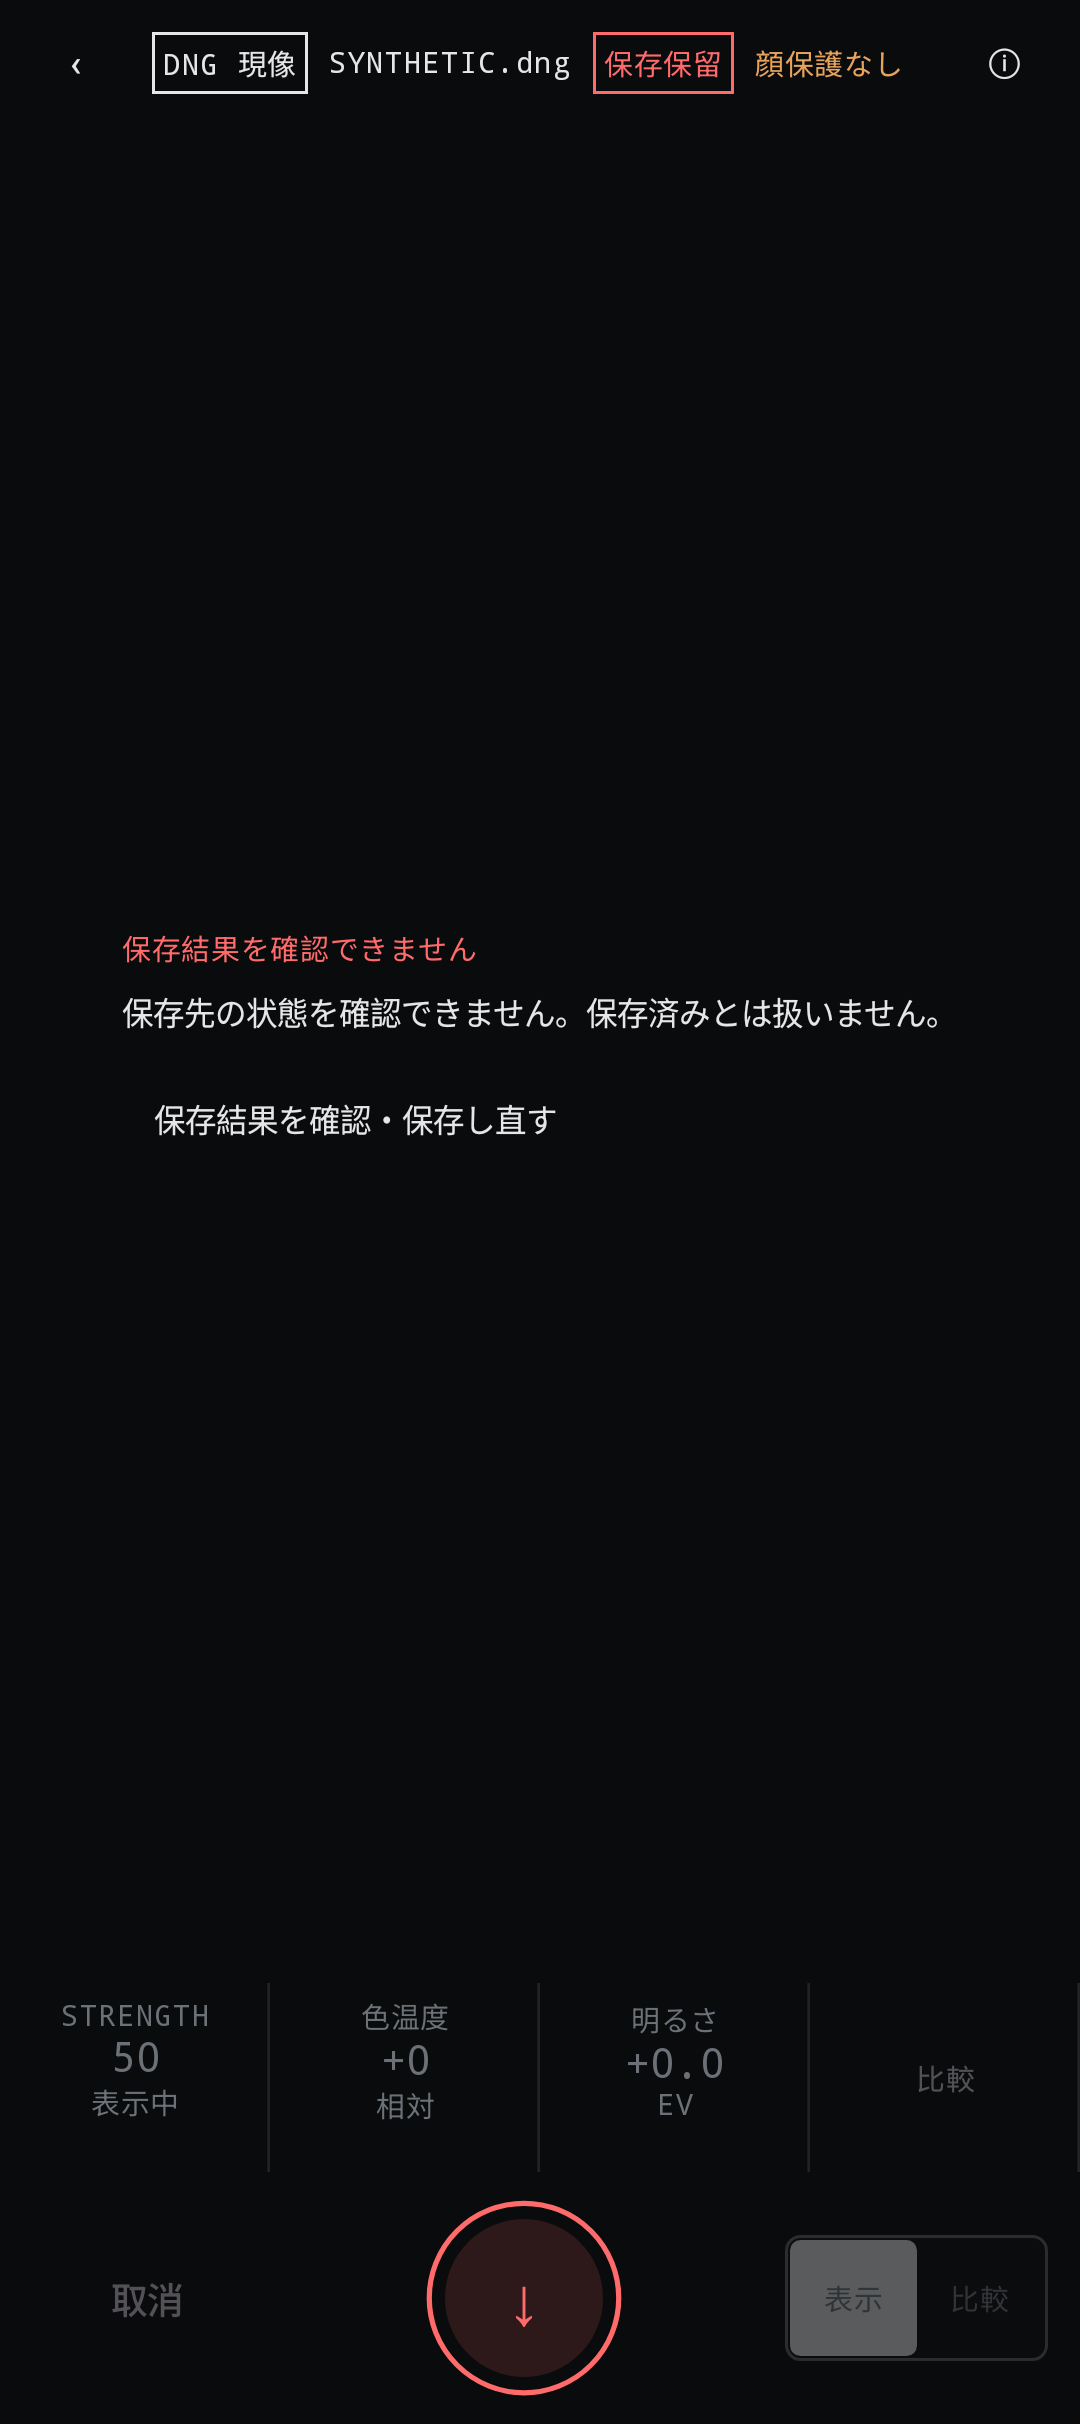 ‹ DNG 現像 SYNTHETIC.dng 保存保留 顔保護なし ⓘ
保存結果を確認できません
保存先の状態を確認できません。保存済みとは扱いません。
保存結果を確認・保存し直す
STRENGTH
50
表示中
色温度
+0
相対
明るさ
+0.0
EV
比較
取消
↓
表示 比較